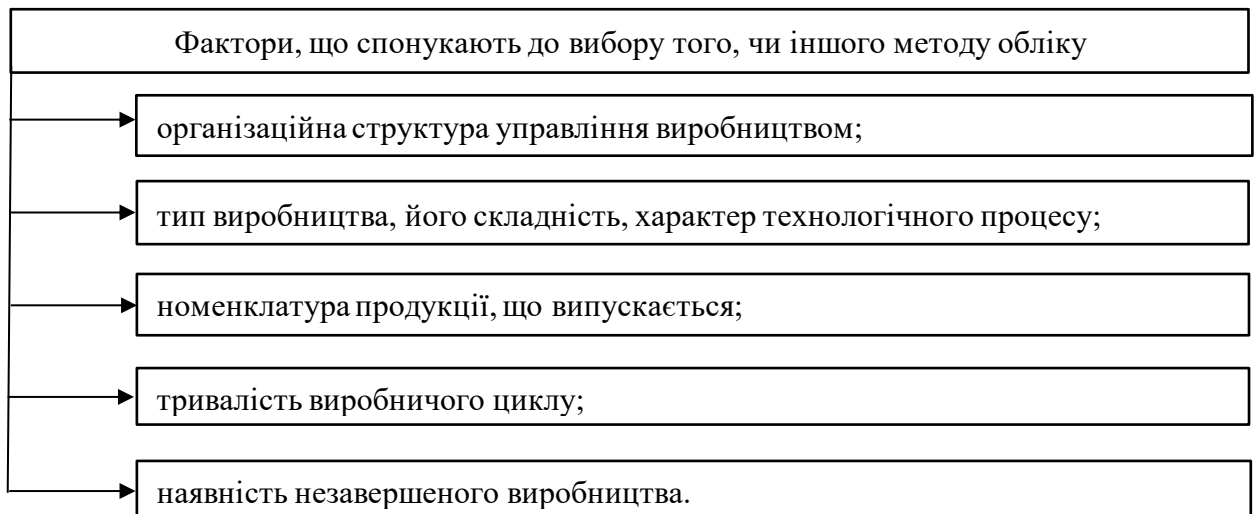 Фактори, що спонукають до вибору того, чи іншого методу обліку
організаційна структура управління виробництвом;
тип виробництва, його складність, характер технологічного процесу;
номенклатура продукції, що випускається;
тривалість виробничого циклу;
наявність незавершеного виробництва.